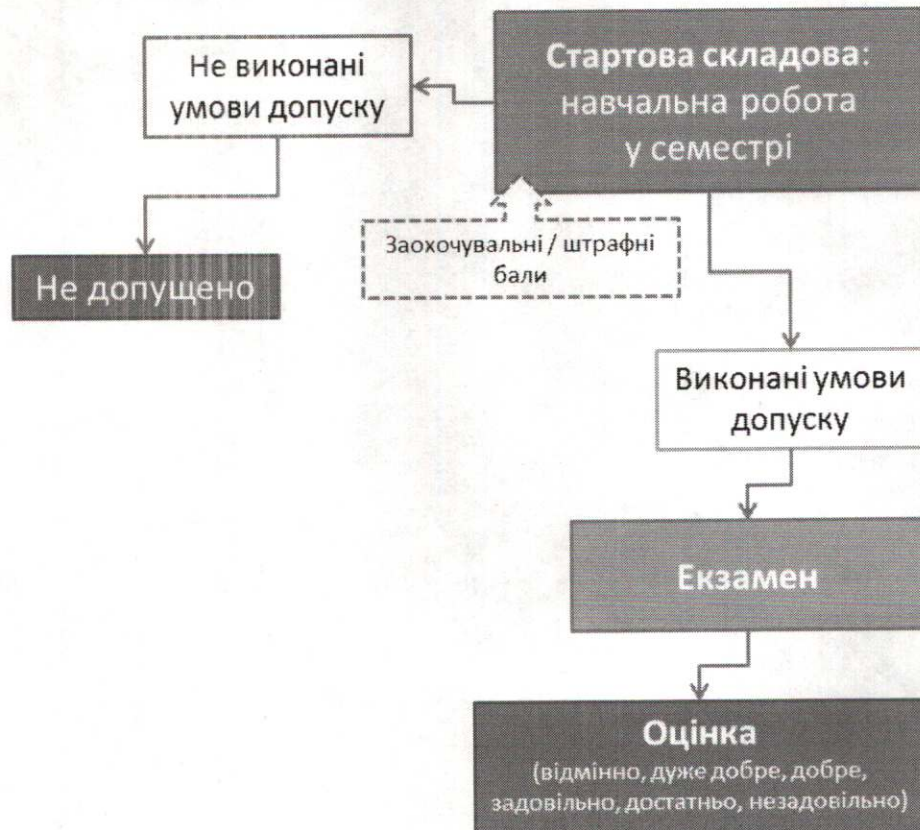 Стартова складова:
навчальна робота
у семестрі
Не виконані
умови допуску
Заохочувальні / штрафні
бали
Не допущено
Виконані умови
допуску
Екзамен
Оцінка
(відмінно, дуже добре, добре,
задовільно, достатньо, незадовільно)